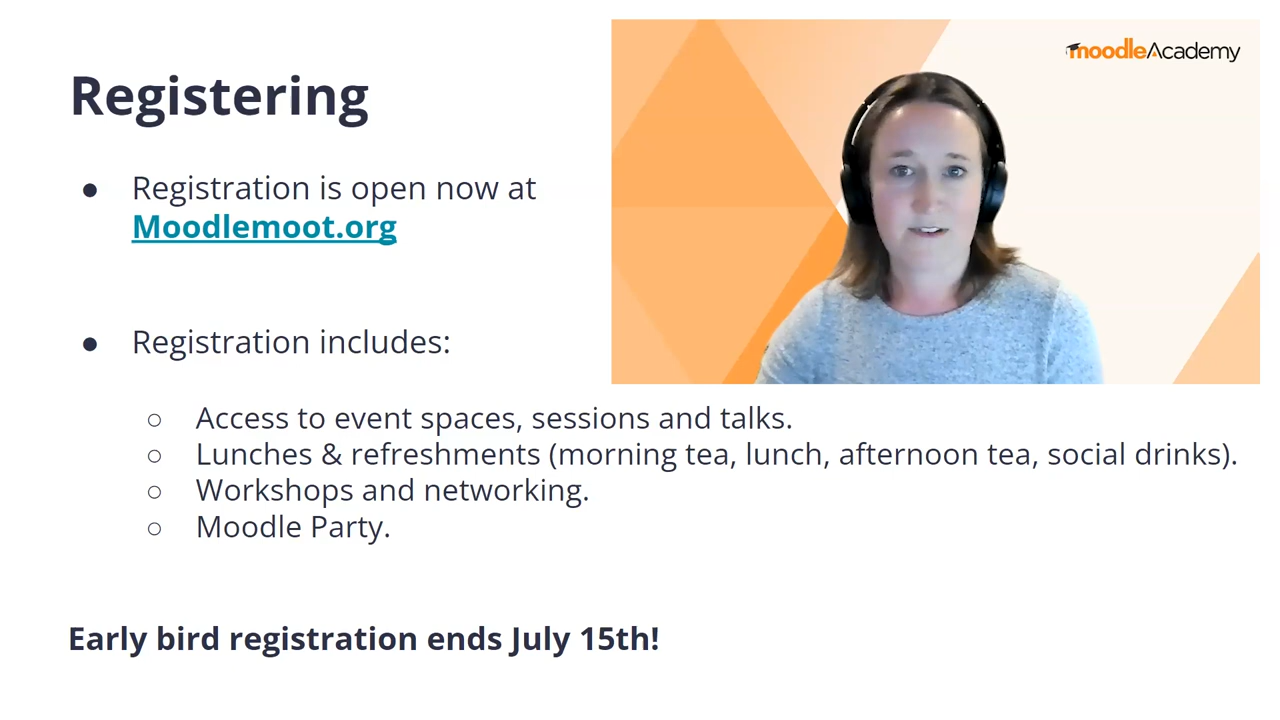 Registering
moodleAcademy
● Registration is open now at
Moodlemoot.org
● Registration includes:
○ Access to event spaces, sessions and talks.
○ Lunches & refreshments (morning tea, lunch, afternoon tea, social drinks).
○ Workshops and networking.
○ Moodle Party.
Early bird registration ends July 15th!